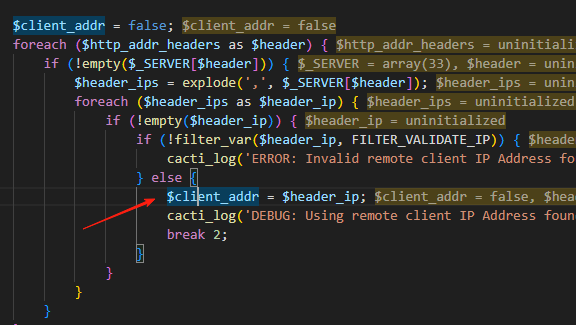 $client_addr = false; $client_addr = false
foreach ($http_addr_headers as $header) { $http_addr_headers = uninitializ
if (!empty($_SERVER[$header])) { $_SERVER = array(33), $header = unin
$header_ips = explode(',', $_SERVER[$header]); $header_ips = uninitia
foreach ($header_ips as $header_ip) { $header_ips = uninitialized
if (!empty($header_ip)) { $header_ip = uninitialized
if (!filter_var($header_ip, FILTER_VALIDATE_IP)) { $heade
cacti_log('ERROR: Invalid remote client IP Address fo
} else {
$client_addr = $header_ip; $client_addr = false, $hea
cacti_log('DEBUG: Using remote client IP Address foun
break 2;
}
}
}
}